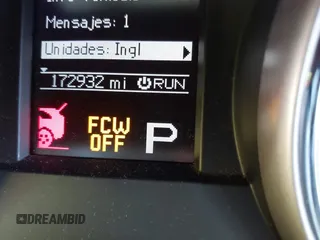 Mensajes: 1
Unidades: Ingl
172932 mi RUN
FCW
OFF
P
DREAMBID